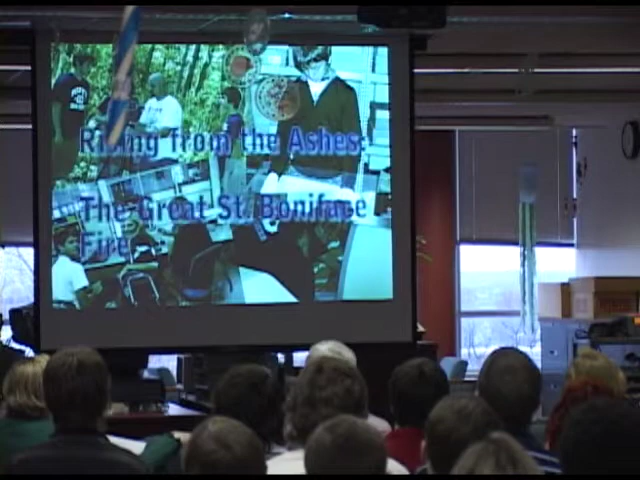 Rising from the Ashes:
The Great St. Boniface
Fire